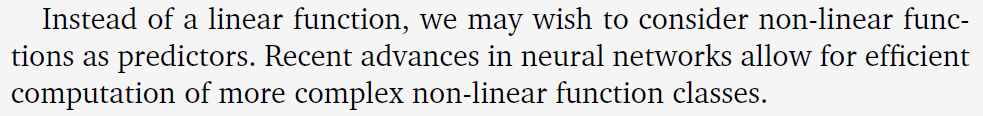 Instead of a linear function, we may wish to consider non-linear func-
tions as predictors. Recent advances in neural networks allow for efficient
computation of more complex non-linear function classes.